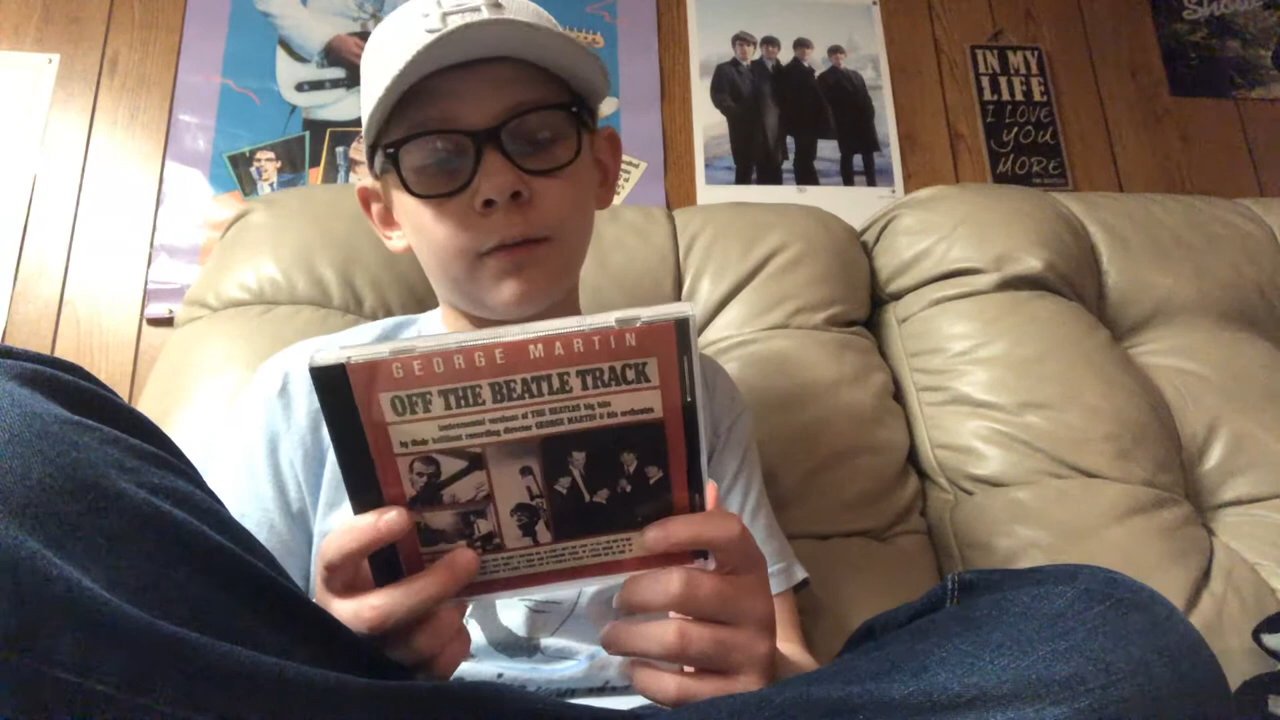 Show
IN MY
LIFE
I LOVE
YOU
MORE
GEORGE MARTIN
OFF THE BEATLE TRACK
instrumental versions of THE BEATLES big hits
by their brilliant recording director GEORGE MARTIN & his orchestra